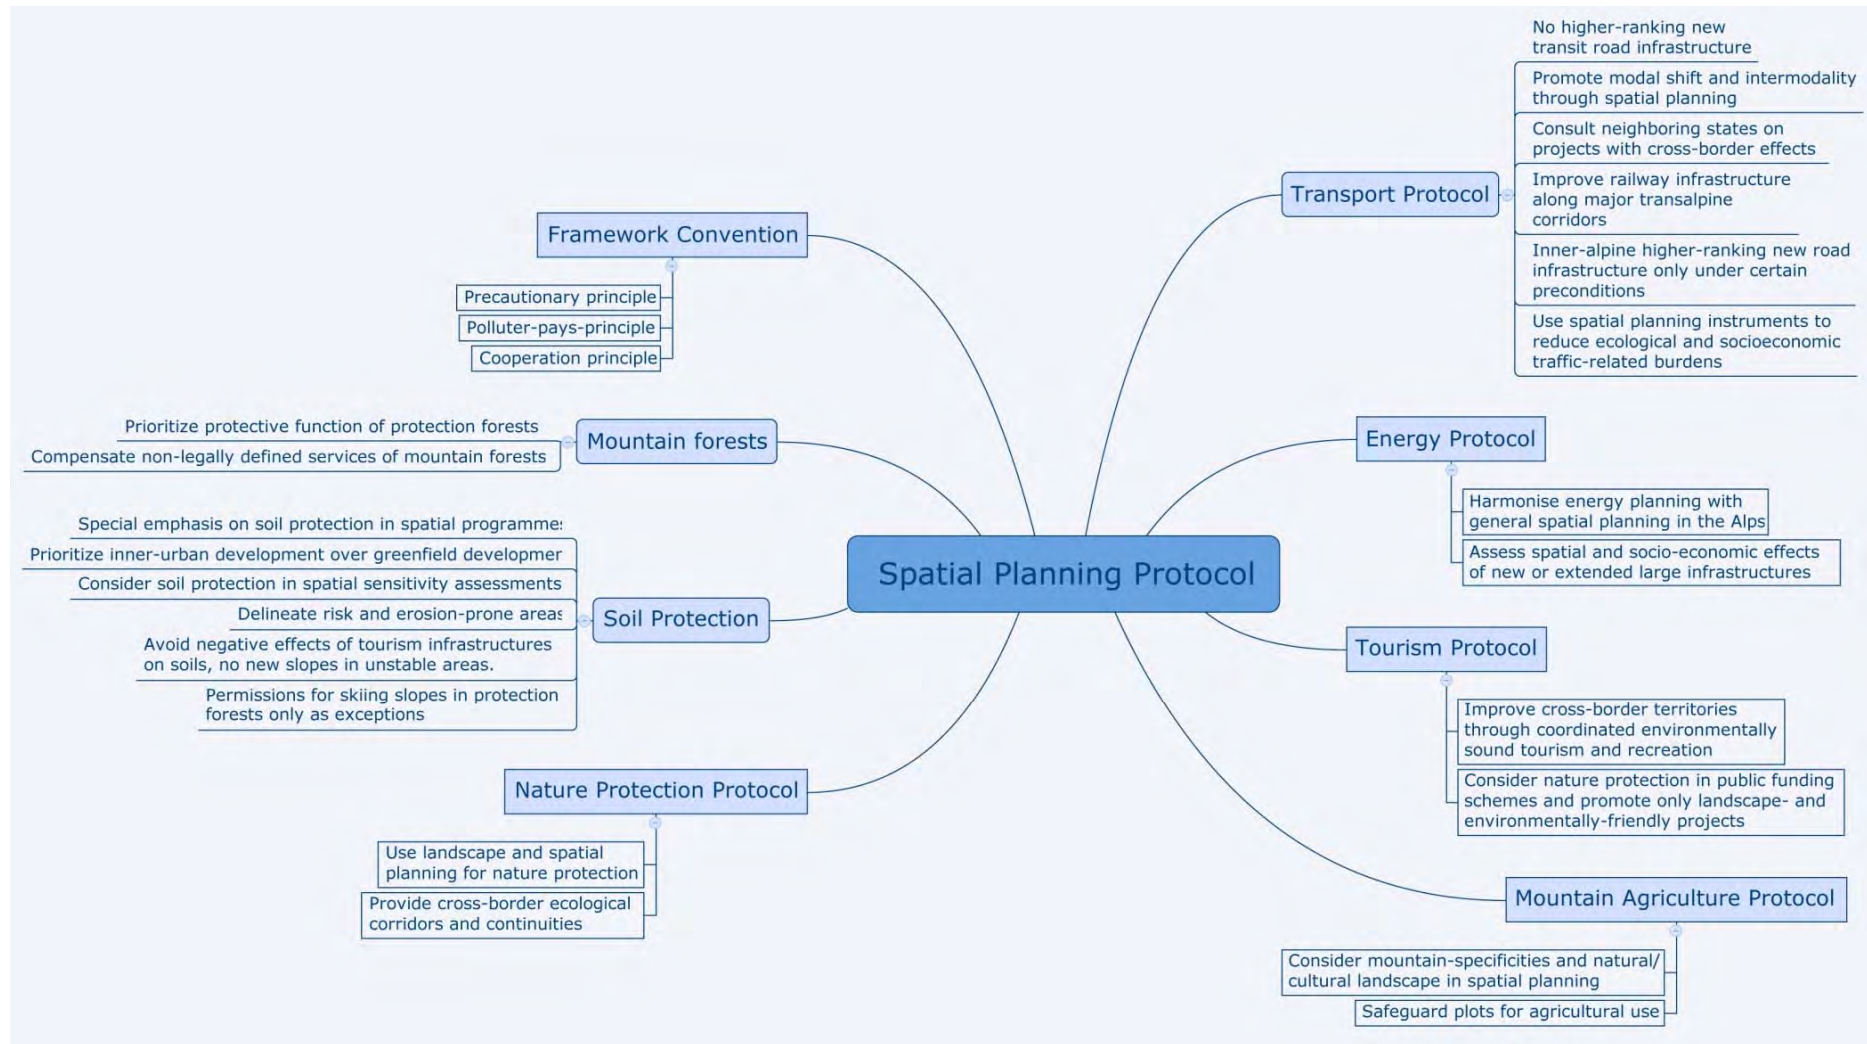 No higher-ranking new
transit road infrastructure
Promote modal shift and intermodality
through spatial planning
Consult neighboring states on
projects with cross-border effects
Transport Protocol
Improve railway infrastructure
along major transalpine
corridors
Inner-alpine higher-ranking new road
infrastructure only under certain
preconditions
Use spatial planning instruments to
reduce ecological and socioeconomic
traffic-related burdens
Framework Convention
Precautionary principle
Polluter-pays-principle
Cooperation principle
Mountain forests
Prioritize protective function of protection forests
Compensate non-legally defined services of mountain forests
Energy Protocol
Harmonise energy planning with
general spatial planning in the Alps
Assess spatial and socio-economic effects
of new or extended large infrastructures
Spatial Planning Protocol
Soil Protection
Special emphasis on soil protection in spatial programme
Prioritize inner-urban development over greenfield developmen
Consider soil protection in spatial sensitivity assessments
Delineate risk and erosion-prone areas
Avoid negative effects of tourism infrastructures
on soils, no new slopes in unstable areas.
Permissions for skiing slopes in protection
forests only as exceptions
Tourism Protocol
Improve cross-border territories
through coordinated environmentally
sound tourism and recreation
Consider nature protection in public funding
schemes and promote only landscape- and
environmentally-friendly projects
Nature Protection Protocol
Use landscape and spatial
planning for nature protection
Provide cross-border ecological
corridors and continuities
Mountain Agriculture Protocol
Consider mountain-specificities and natural/
cultural landscape in spatial planning
Safeguard plots for agricultural use